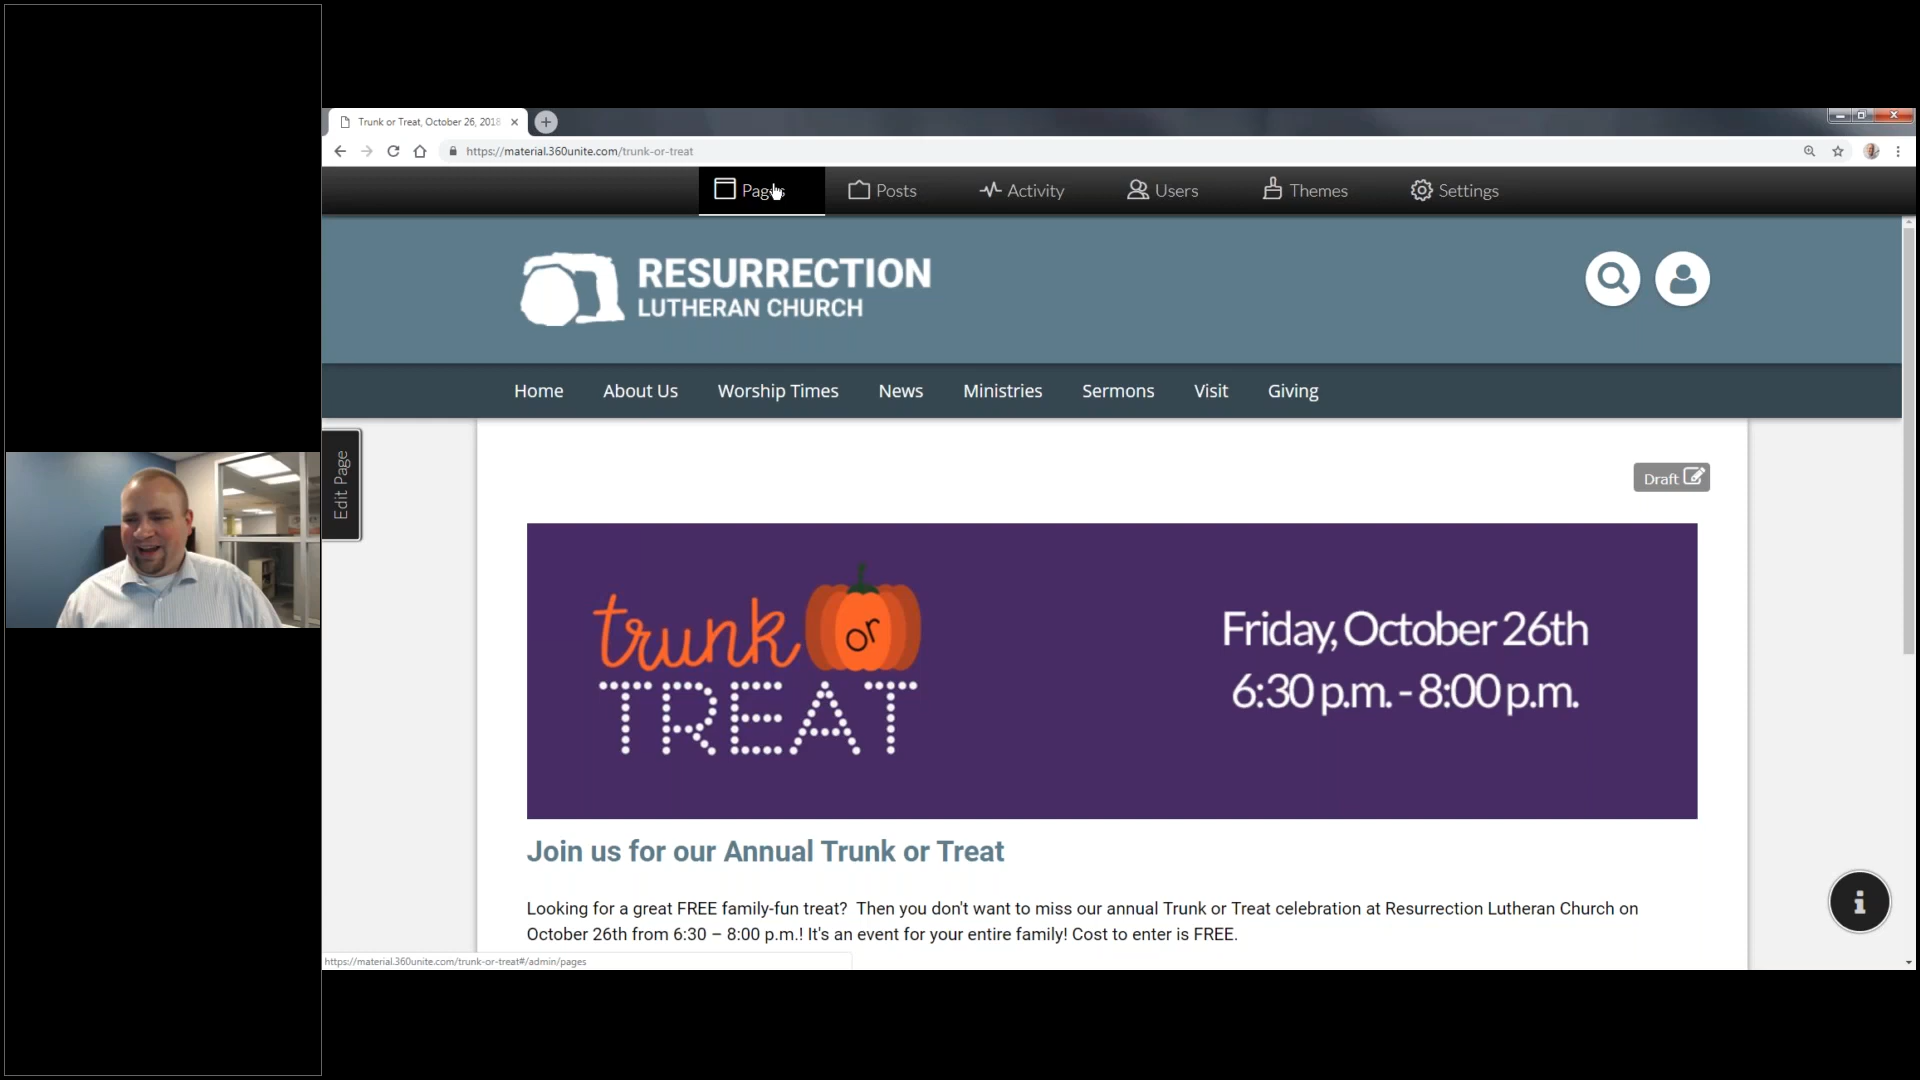 Trunk or Treat, October 26, 2018
https://material.360unite.com/trunk-or-treat
Pages Posts Activity Users Themes Settings
RESURRECTION
LUTHERAN CHURCH
Home About Us Worship Times News Ministries Sermons Visit Giving
Edit Page
Draft
trunk or
TREAT
Friday, October 26th
6:30 p.m. - 8:00 p.m.
Join us for our Annual Trunk or Treat
Looking for a great FREE family-fun treat? Then you don't want to miss our annual Trunk or Treat celebration at Resurrection Lutheran Church on
October 26th from 6:30 – 8:00 p.m.! It's an event for your entire family! Cost to enter is FREE.
https://material.360unite.com/trunk-or-treat#/admin/pages